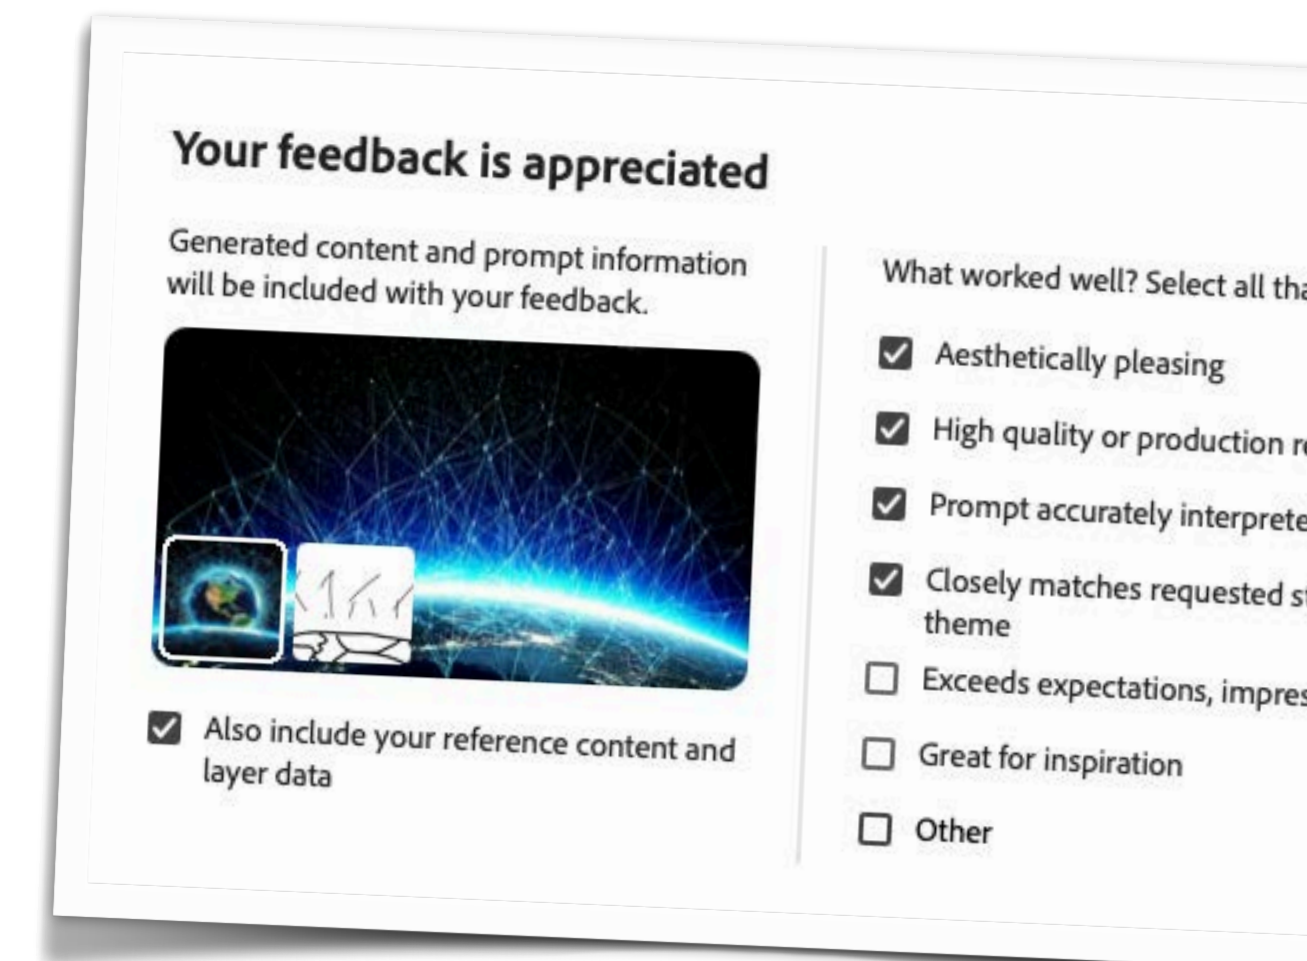 Your feedback is appreciated
Generated content and prompt information
will be included with your feedback.
Also include your reference content and
layer data
What worked well? Select all
Aesthetically pleasing
High quality or production
Prompt accurately
Closely matches requested
theme
Exceeds expectations,
Great for inspiration
Other